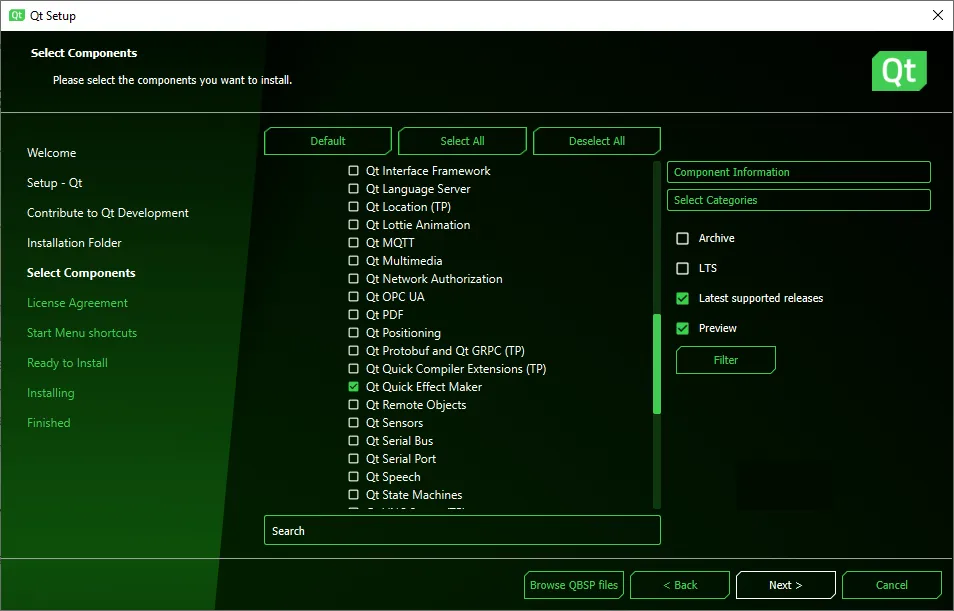 Qt Qt Setup
Select Components
Please select the components you want to install.
Qt
Welcome
Setup - Qt
Contribute to Qt Development
Installation Folder
Select Components
License Agreement
Start Menu shortcuts
Ready to Install
Installing
Finished
Default
Select All
Deselect All
Qt Interface Framework
Qt Language Server
Qt Location (TP)
Qt Lottie Animation
Qt MQTT
Qt Multimedia
Qt Network Authorization
Qt OPC UA
Qt PDF
Qt Positioning
Qt Protobuf and Qt GRPC (TP)
Qt Quick Compiler Extensions (TP)
Qt Quick Effect Maker
Qt Remote Objects
Qt Sensors
Qt Serial Bus
Qt Serial Port
Qt Speech
Qt State Machines
Search
Component Information
Select Categories
Archive
LTS
Latest supported releases
Preview
Filter
Browse QBSP files
< Back
Next >
Cancel